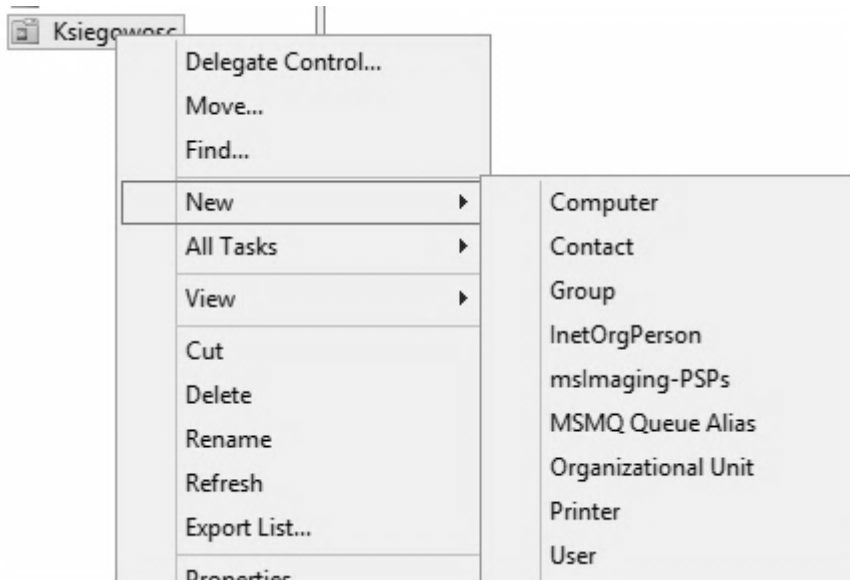 Ksiegowosc
Delegate Control...
Move...
Find...
New
All Tasks
View
Cut
Delete
Rename
Refresh
Export List...
Properties
Computer
Contact
Group
InetOrgPerson
msImaging-PSPs
MSMQ Queue Alias
Organizational Unit
Printer
User